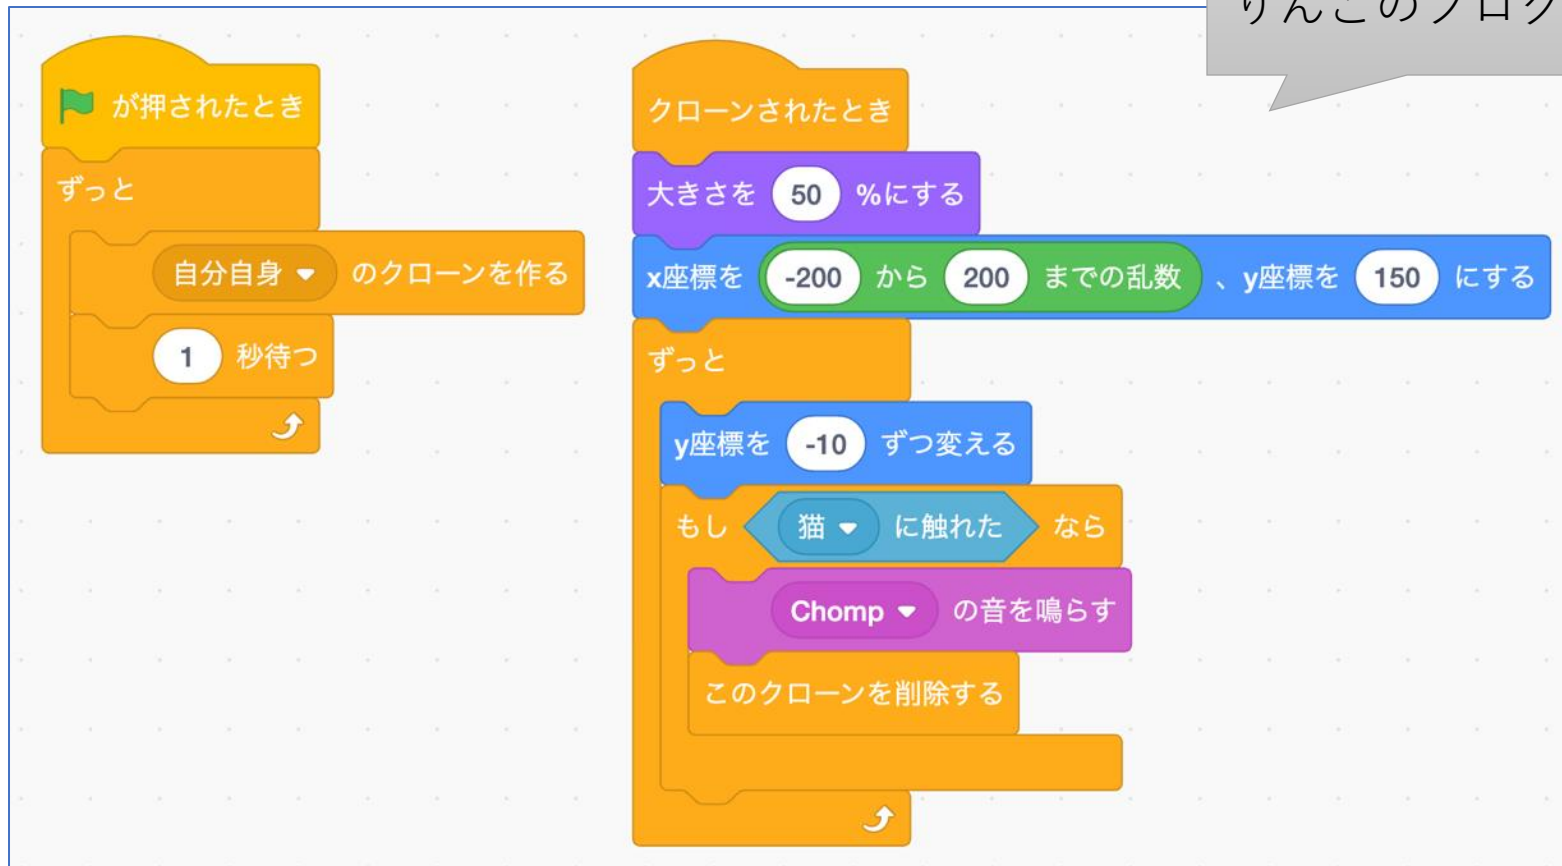 りんごのプログ
が押されたとき
ずっと
自分自身 のクローンを作る
1 秒待つ
クローンされたとき
大きさを 50 %にする
x座標を -200 から 200 までの乱数 、y座標を 150 にする
ずっと
y座標を -10 ずつ変える
もし 猫 に触れた なら
Chomp の音を鳴らす
このクローンを削除する